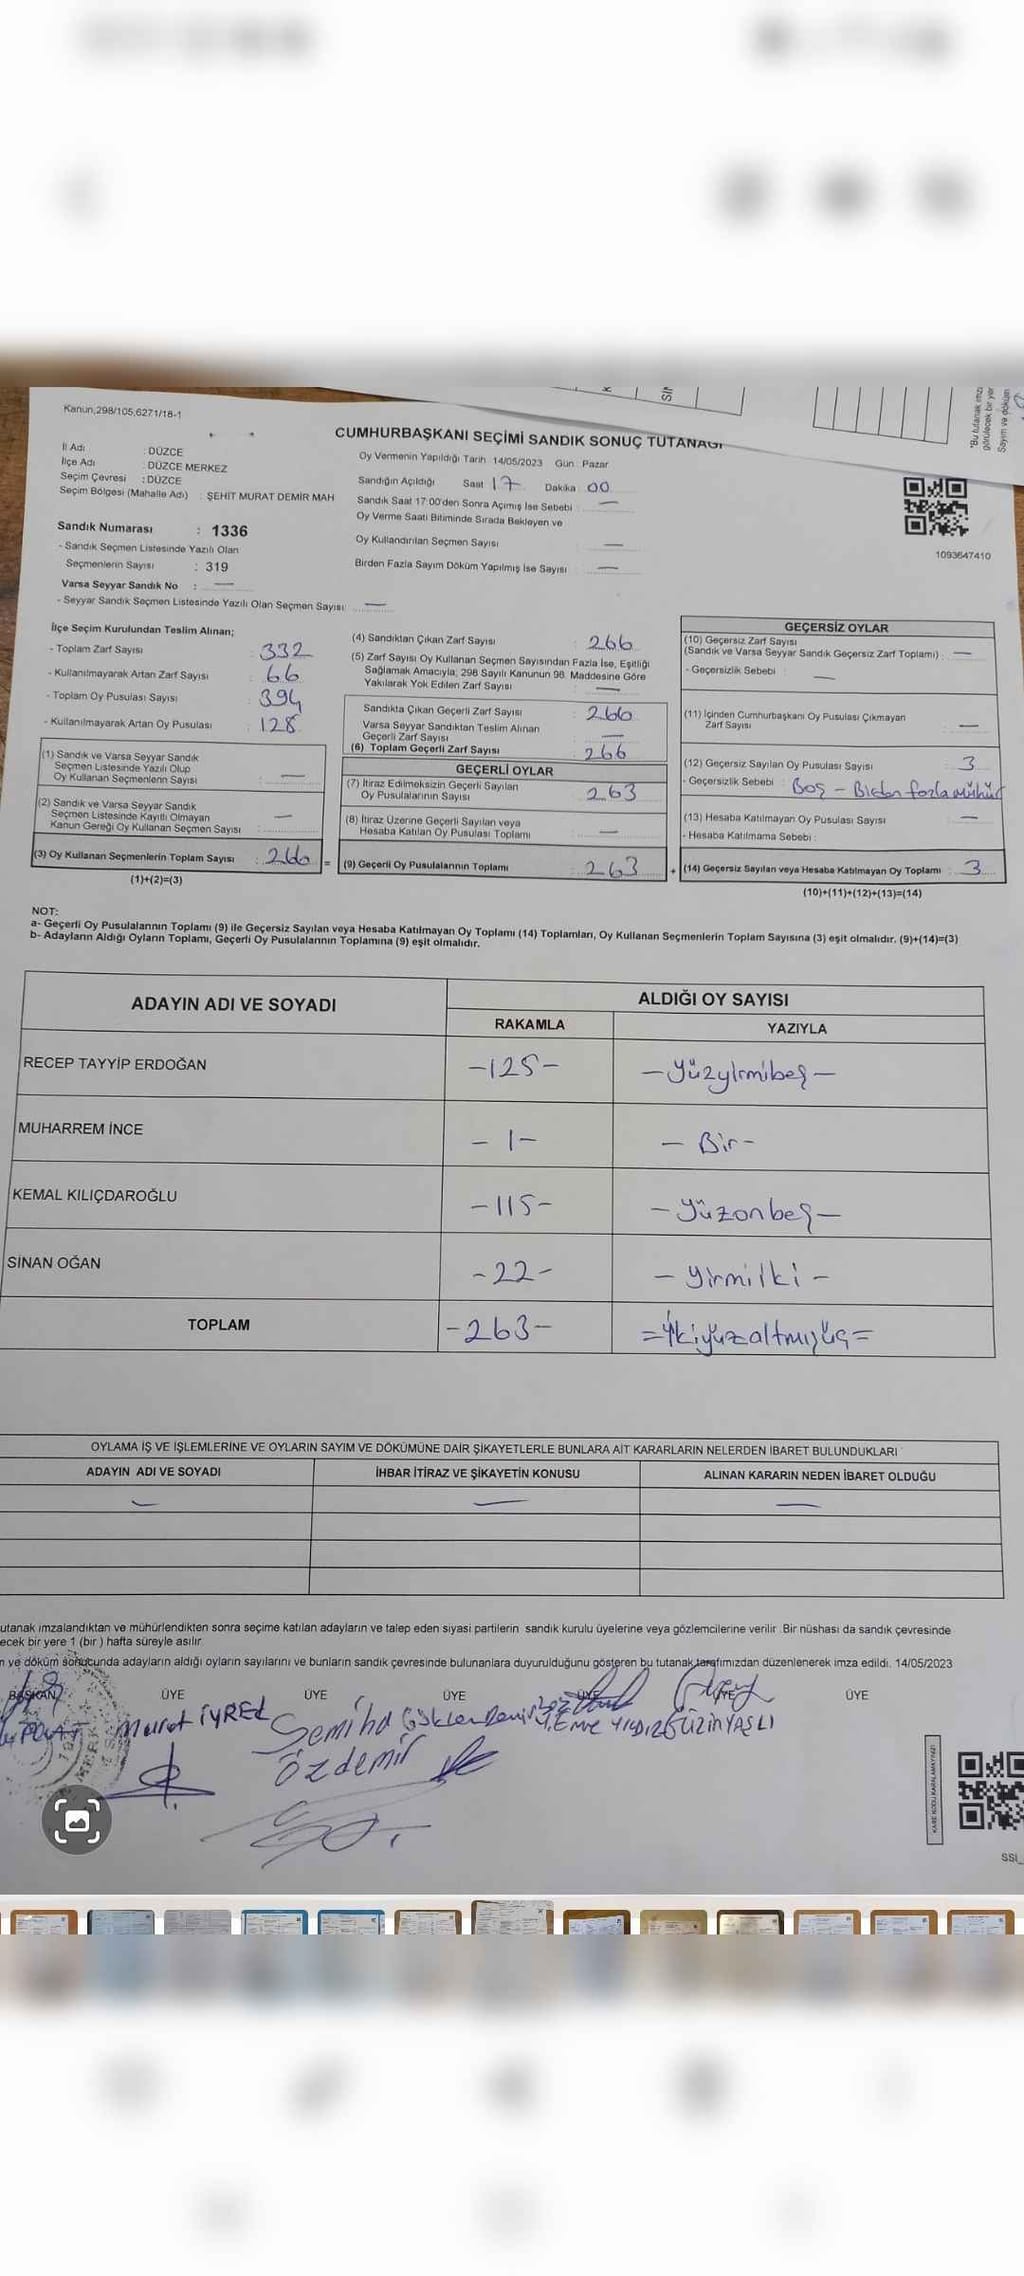 Kanun,298/105,6271/18-1
CUMHURBAŞKANI SEÇİMİ SANDIK SONUÇ TUTANAĞI
İl Adı : DÜZCE
İlçe Adı : DÜZCE MERKEZ
Seçim Çevresi : DÜZCE
Seçim Bölgesi (Mahalle Adı) : ŞEHİT MURAT DEMİR MAH
Sandık Numarası : 1336
- Sandık Seçmen Listesinde Yazılı Olan
Seçmenlerin Sayısı : 319
Varsa Seyyar Sandık No : —
- Seyyar Sandık Seçmen Listesinde Yazılı Olan Seçmen Sayısı: —
Oy Vermenin Yapıldığı Tarih 14/05/2023 Gün : Pazar
Sandığın Açıldığı Saat 17 Dakika 00
Sandık Saat 17:00'den Sonra Açımış İse Sebebi : —
Oy Verme Saati Bitiminde Sırada Bekleyen ve
Oy Kullandırılan Seçmen Sayısı —
Birden Fazla Sayım Döküm Yapılmış İse Sayısı —
1093647410
"Bu tutanak imza
görülecek bir yer
Sayım ve döküm
İlçe Seçim Kurulundan Teslim Alınan;
- Toplam Zarf Sayısı : 332
- Kullanılmayarak Artan Zarf Sayısı : 66
- Toplam Oy Pusulası Sayısı : 394
- Kullanılmayarak Artan Oy Pusulası : 128
(1) Sandık ve Varsa Seyyar Sandık
Seçmen Listesinde Yazılı Olup
Oy Kullanan Seçmenlerin Sayısı : —
(2) Sandık ve Varsa Seyyar Sandık
Seçmen Listesinde Kayıtlı Olmayan
Kanun Gereği Oy Kullanan Seçmen Sayısı : —
(3) Oy Kullanan Seçmenlerin Toplam Sayısı : 266 =
(1)+(2)=(3)
(4) Sandıktan Çıkan Zarf Sayısı : 266
(5) Zarf Sayısı Oy Kullanan Seçmen Sayısından Fazla İse, Eşitliği
Sağlamak Amacıyla, 298 Sayılı Kanunun 98. Maddesine Göre
Yakılarak Yok Edilen Zarf Sayısı : —
Sandıkta Çıkan Geçerli Zarf Sayısı : 266
Varsa Seyyar Sandıktan Teslim Alınan
Geçerli Zarf Sayısı : —
(6) Toplam Geçerli Zarf Sayısı : 266
GEÇERLİ OYLAR
(7) İtiraz Edilmeksizin Geçerli Sayılan
Oy Pusulalarının Sayısı : 263
(8) İtiraz Üzerine Geçerli Sayılan veya
Hesaba Katılan Oy Pusulası Toplamı : —
(9) Geçerli Oy Pusulalarının Toplamı : 263 +
GEÇERSİZ OYLAR
(10) Geçersiz Zarf Sayısı
(Sandık ve Varsa Seyyar Sandık Geçersiz Zarf Toplamı) : —
- Geçersizlik Sebebi : —
(11) İçinden Cumhurbaşkanı Oy Pusulası Çıkmayan
Zarf Sayısı : —
(12) Geçersiz Sayılan Oy Pusulası Sayısı : 3
- Geçersizlik Sebebi : Boş - Birden fazla mühür
(13) Hesaba Katılmayan Oy Pusulası Sayısı : —
- Hesaba Katılmama Sebebi :
(14) Geçersiz Sayılan veya Hesaba Katılmayan Oy Toplamı : 3
(10)+(11)+(12)+(13)=(14)
NOT:
a- Geçerli Oy Pusulalarının Toplamı (9) ile Geçersiz Sayılan veya Hesaba Katılmayan Oy Toplamı (14) Toplamları, Oy Kullanan Seçmenlerin Toplam Sayısına (3) eşit olmalıdır. (9)+(14)=(3)
b- Adayların Aldığı Oyların Toplamı, Geçerli Oy Pusulalarının Toplamına (9) eşit olmalıdır.
ADAYIN ADI VE SOYADI ALDIĞI OY SAYISI
RAKAMLA YAZIYLA
RECEP TAYYİP ERDOĞAN -125- -Yüzyirmibeş-
MUHARREM İNCE -1- -Bir-
KEMAL KILIÇDAROĞLU -115- -Yüzonbeş-
SİNAN OĞAN -22- -Yirmiiki-
TOPLAM -263- =İkiyüzaltmışüç=
OYLAMA İŞ VE İŞLEMLERİNE VE OYLARIN SAYIM VE DÖKÜMÜNE DAİR ŞİKAYETLERLE BUNLARA AİT KARARLARIN NELERDEN İBARET BULUNDUKLARI
ADAYIN ADI VE SOYADI İHBAR İTİRAZ VE ŞİKAYETİN KONUSU ALINAN KARARIN NEDEN İBARET OLDUĞU
— — —
utanak imzalandıktan ve mühürlendikten sonra seçime katılan adayların ve talep eden siyasi partilerin sandık kurulu üyelerine veya gözlemcilerine verilir. Bir nüshası da sandık çevresinde
ecek bir yere 1 (bir ) hafta süreyle asılır.
n ve döküm sonucunda adayların aldığı oyların sayılarını ve bunların sandık çevresinde bulunanlara duyurulduğunu gösteren bu tutanak tarafımızdan düzenlenerek imza edildi. 14/05/2023
BAŞKAN ÜYE ÜYE ÜYE ÜYE ÜYE ÜYE
POLAT Murat İYREL Semiha Göklendemir Emre YILDIZ GÜZİN YAŞLI
Özdemir
KARE KODU KARALAMAYINIZ!
SSI_